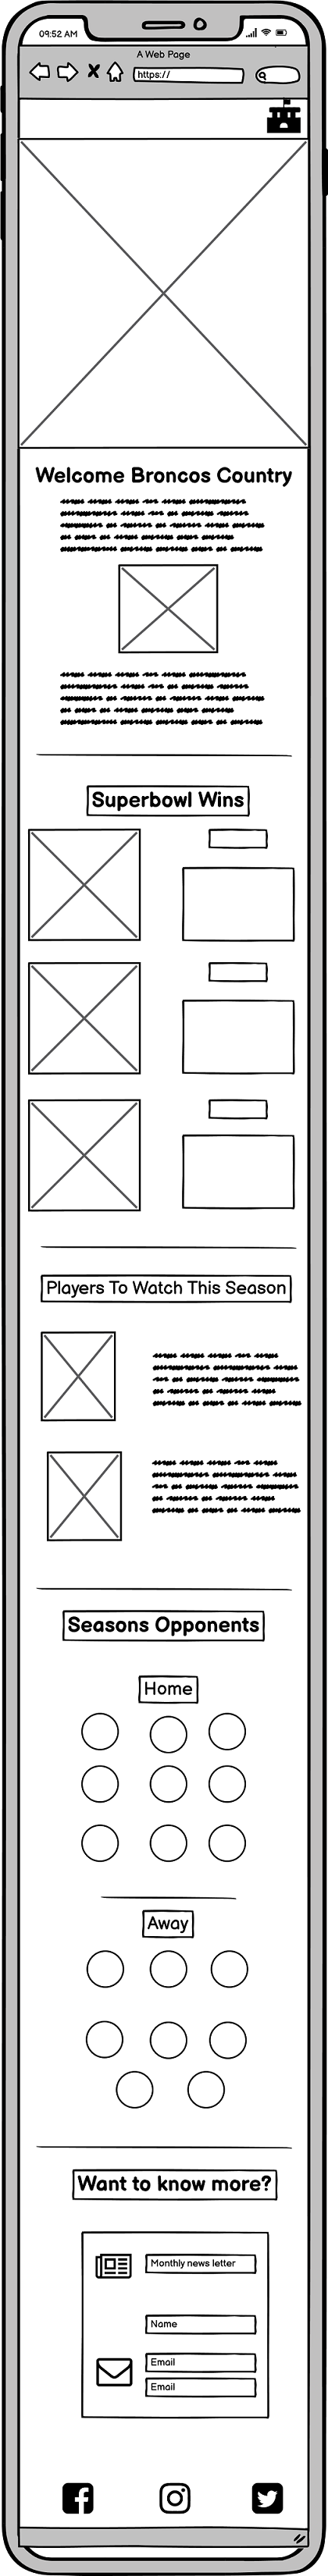 09:52 AM
A Web Page
https://
Welcome Broncos Country
Superbowl Wins
Players To Watch This Season
Seasons Opponents
Home
Away
Want to know more?
Monthly news letter
Name
Email
Email